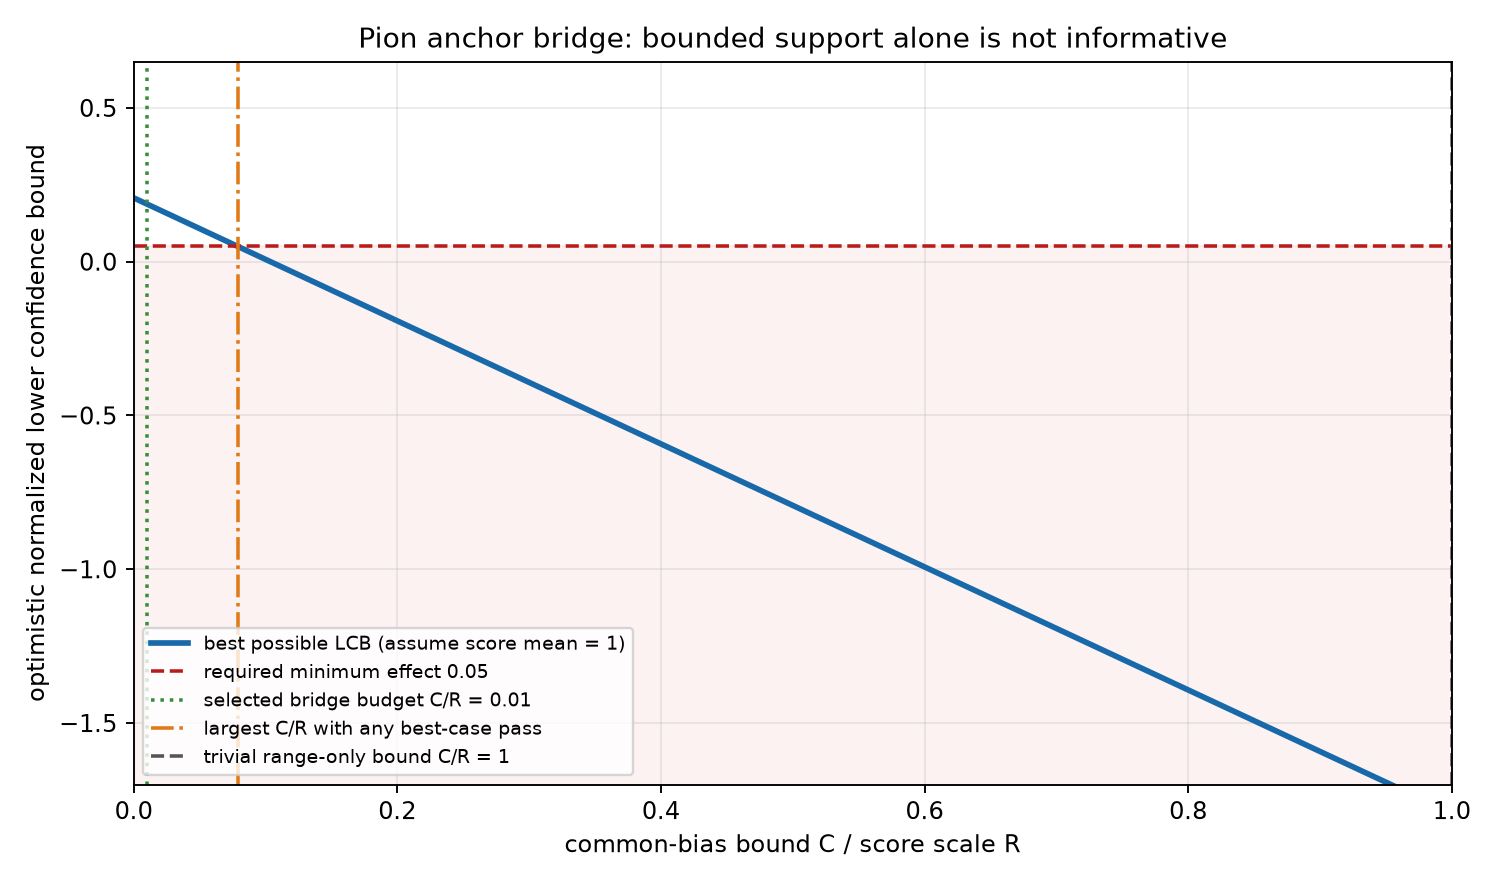 Pion anchor bridge: bounded support alone is not informative
optimistic normalized lower confidence bound
0.5
0.0
−0.5
−1.0
−1.5
best possible LCB (assume score mean = 1)
required minimum effect 0.05
selected bridge budget C/R = 0.01
largest C/R with any best-case pass
trivial range-only bound C/R = 1
0.0 0.2 0.4 0.6 0.8 1.0
common-bias bound C / score scale R